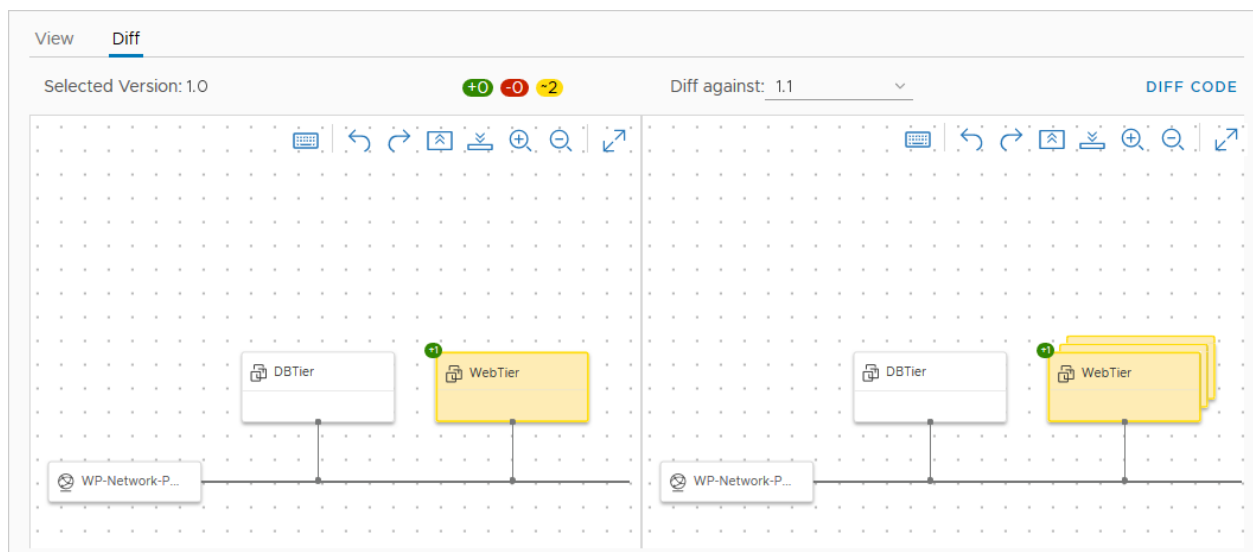 View Diff
Selected Version: 1.0 +0 -0 ~2 Diff against: 1.1 DIFF CODE
+1 +1
DBTier WebTier DBTier WebTier
WP-Network-P... WP-Network-P...